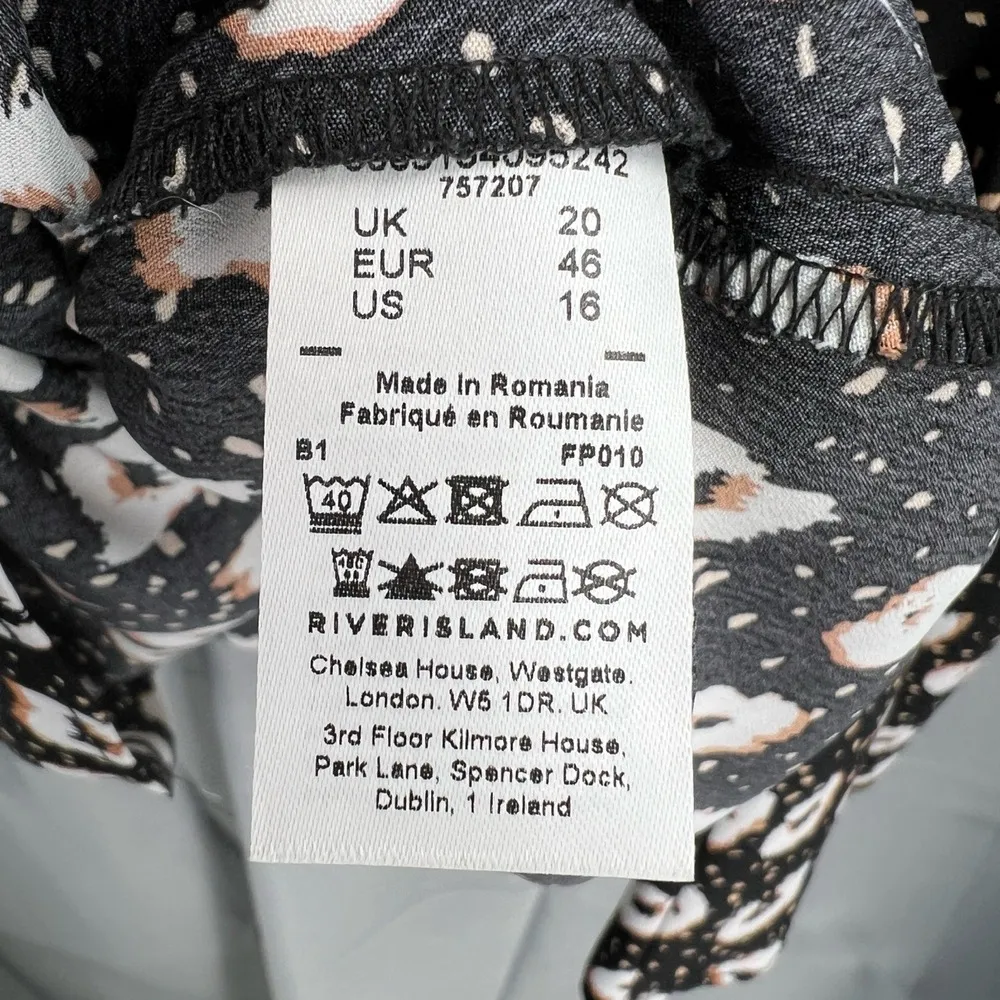 757207
UK 20
EUR 46
US 16
Made in Romania
Fabriqué en Roumanie
B1 FP010
40
RIVERISLAND.COM
Chelsea House, Westgate.
London. W5 1DR. UK
3rd Floor Kilmore House,
Park Lane, Spencer Dock,
Dublin, 1 Ireland